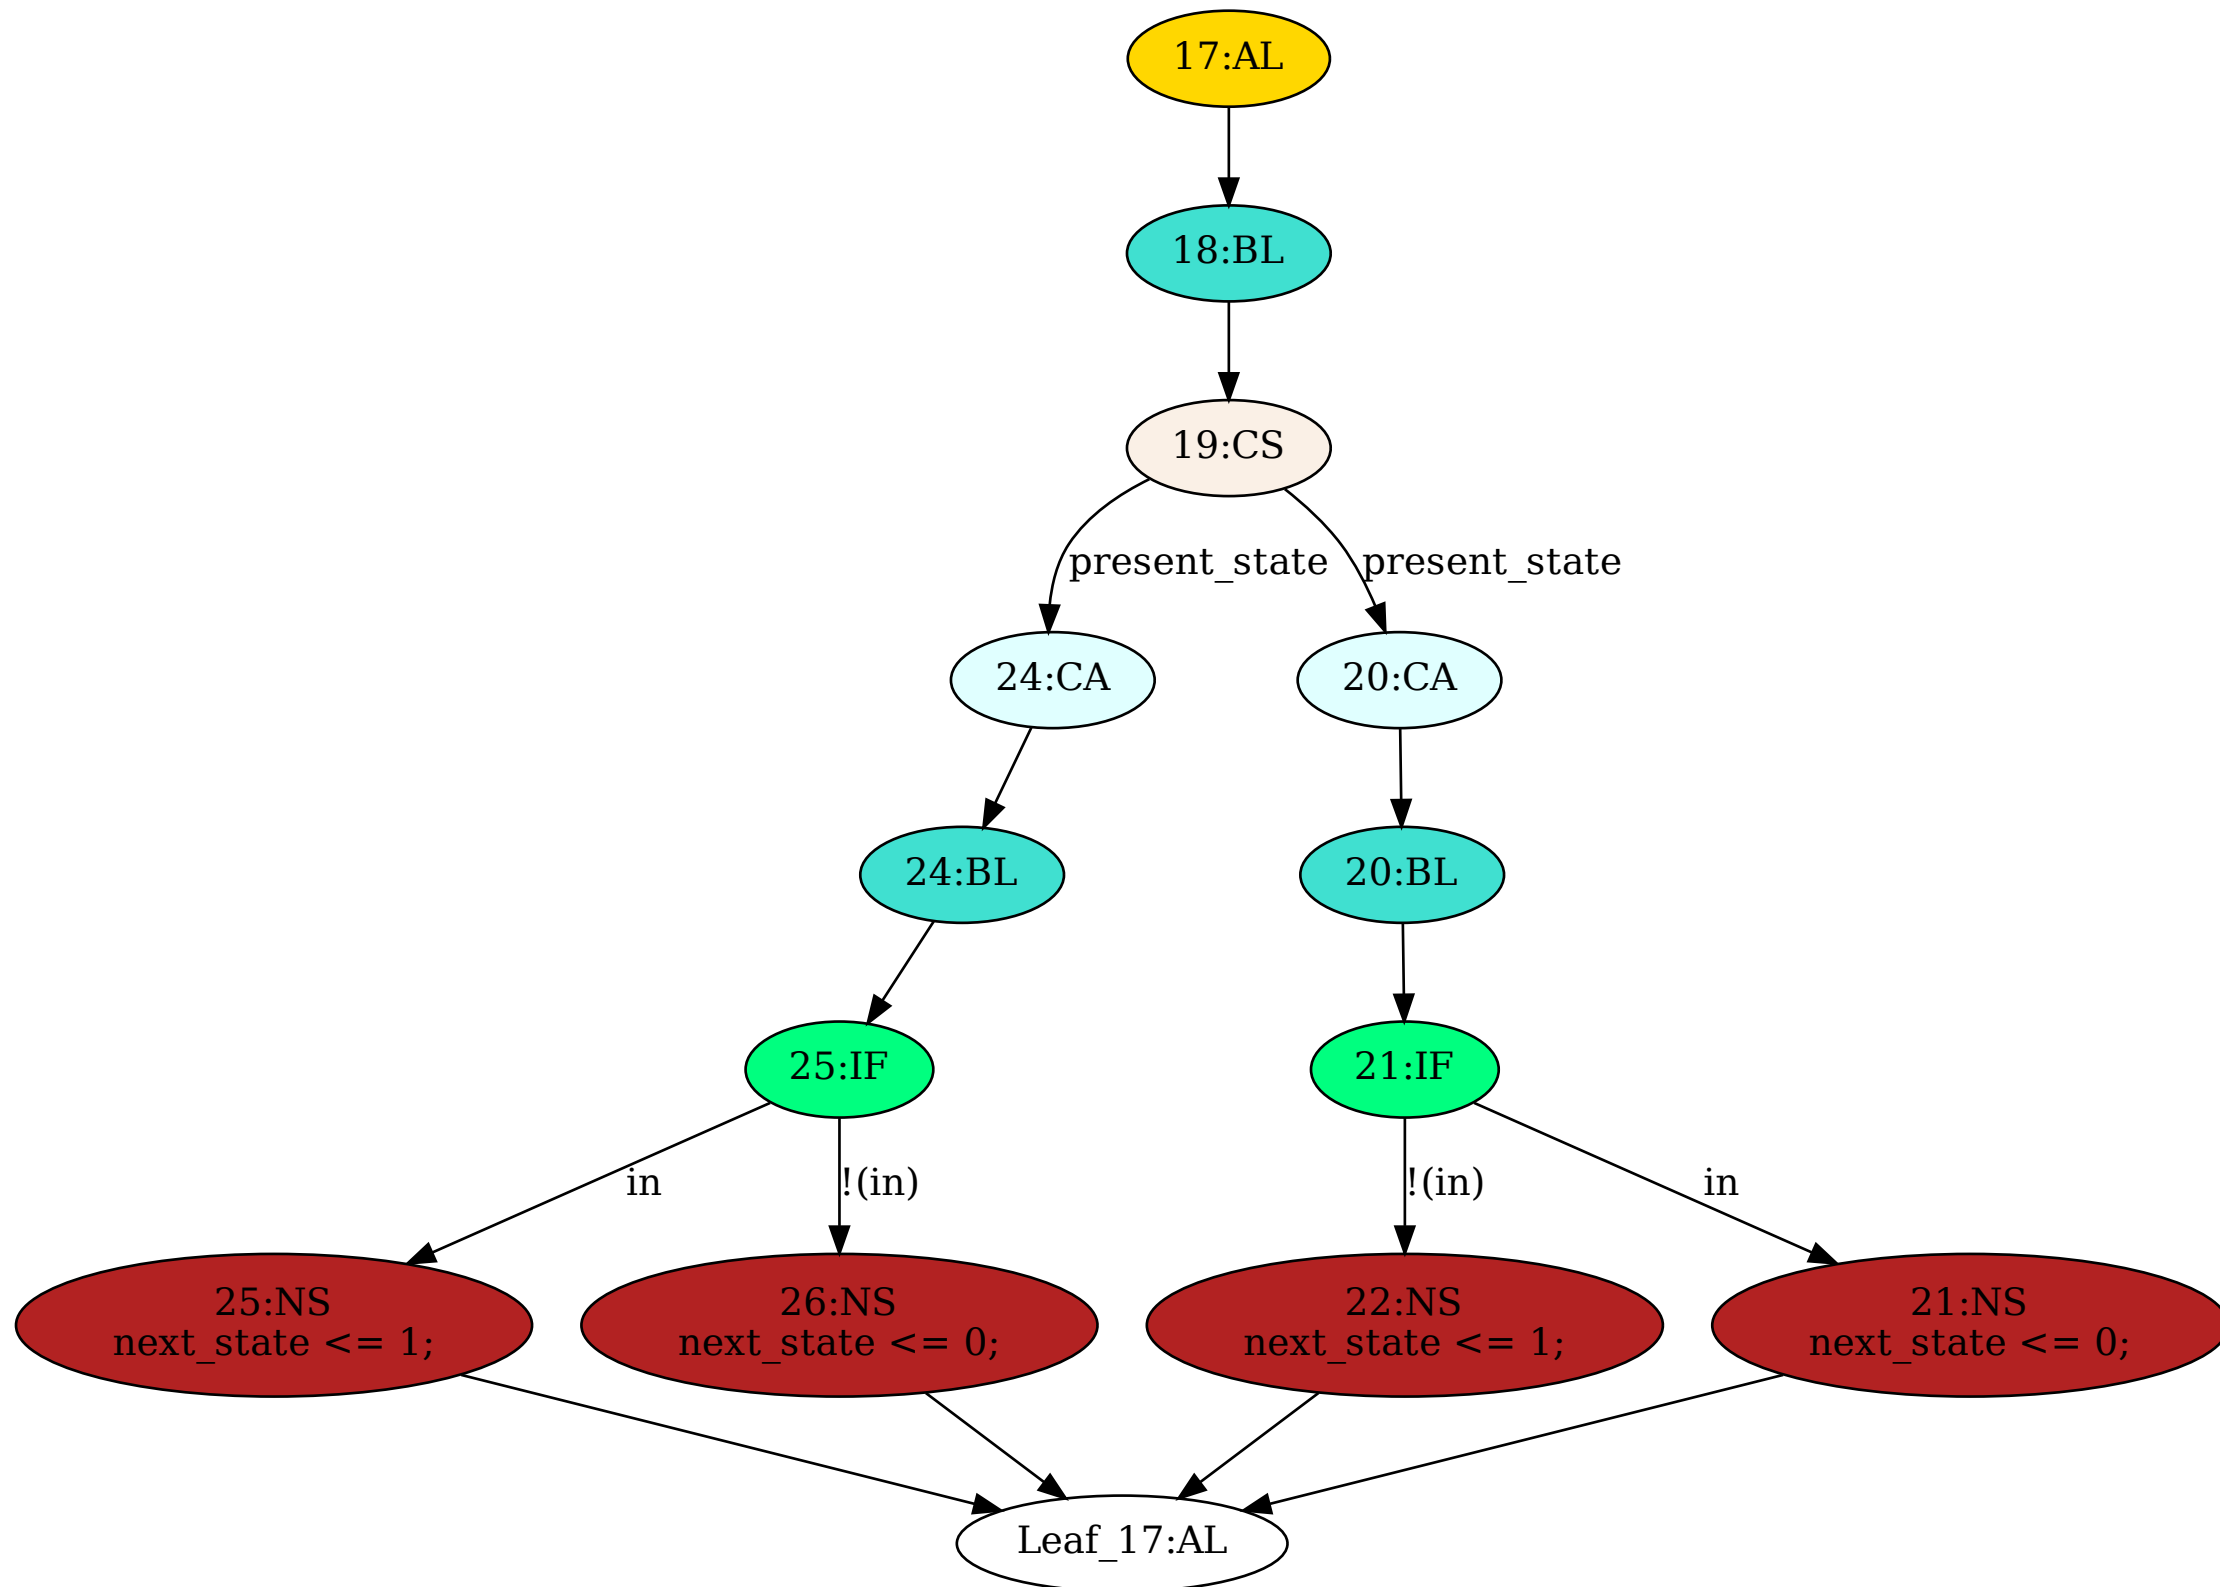 17:AL
18:BL
19:CS
present_state
present_state
24:CA
20:CA
24:BL
20:BL
25:IF
21:IF
in
!(in)
!(in)
in
25:NS
next_state <= 1;
26:NS
next_state <= 0;
22:NS
next_state <= 1;
21:NS
next_state <= 0;
Leaf_17:AL